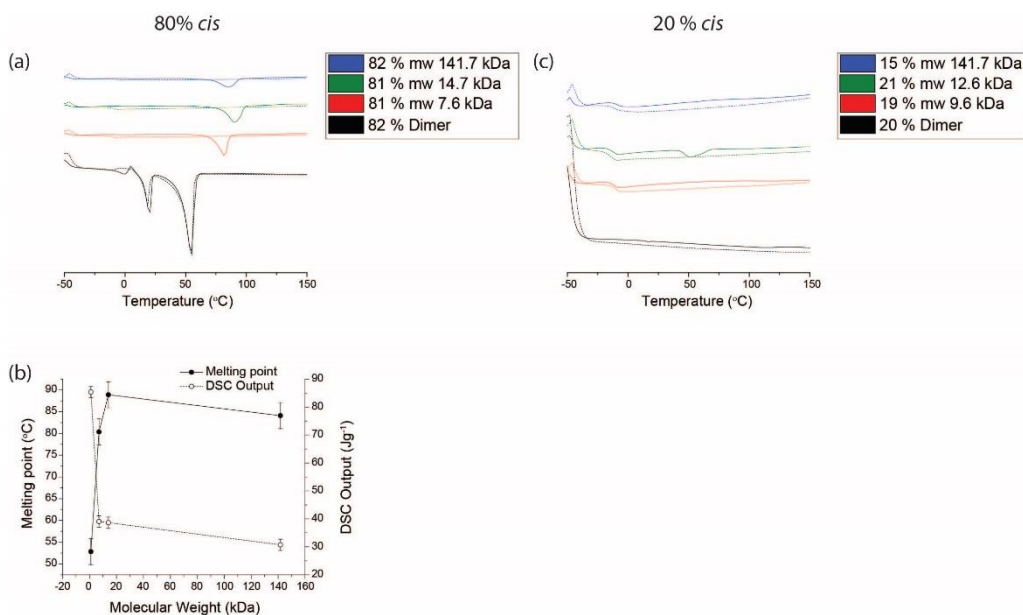 80% cis
20 % cis
(a)
82 % mw 141.7 kDa
81 % mw 14.7 kDa
81 % mw 7.6 kDa
82 % Dimer
-50 0 50 100 150
Temperature (°C)
(c)
15 % mw 141.7 kDa
21 % mw 12.6 kDa
19 % mw 9.6 kDa
20 % Dimer
-50 0 50 100 150
Temperature (°C)
(b)
Melting point
DSC Output
90
85
80
75
70
65
60
55
50
Melting point (°C)
90
80
70
60
50
40
30
20
DSC Output (Jg⁻¹)
-20 0 20 40 60 80 100 120 140 160
Molecular Weight (kDa)